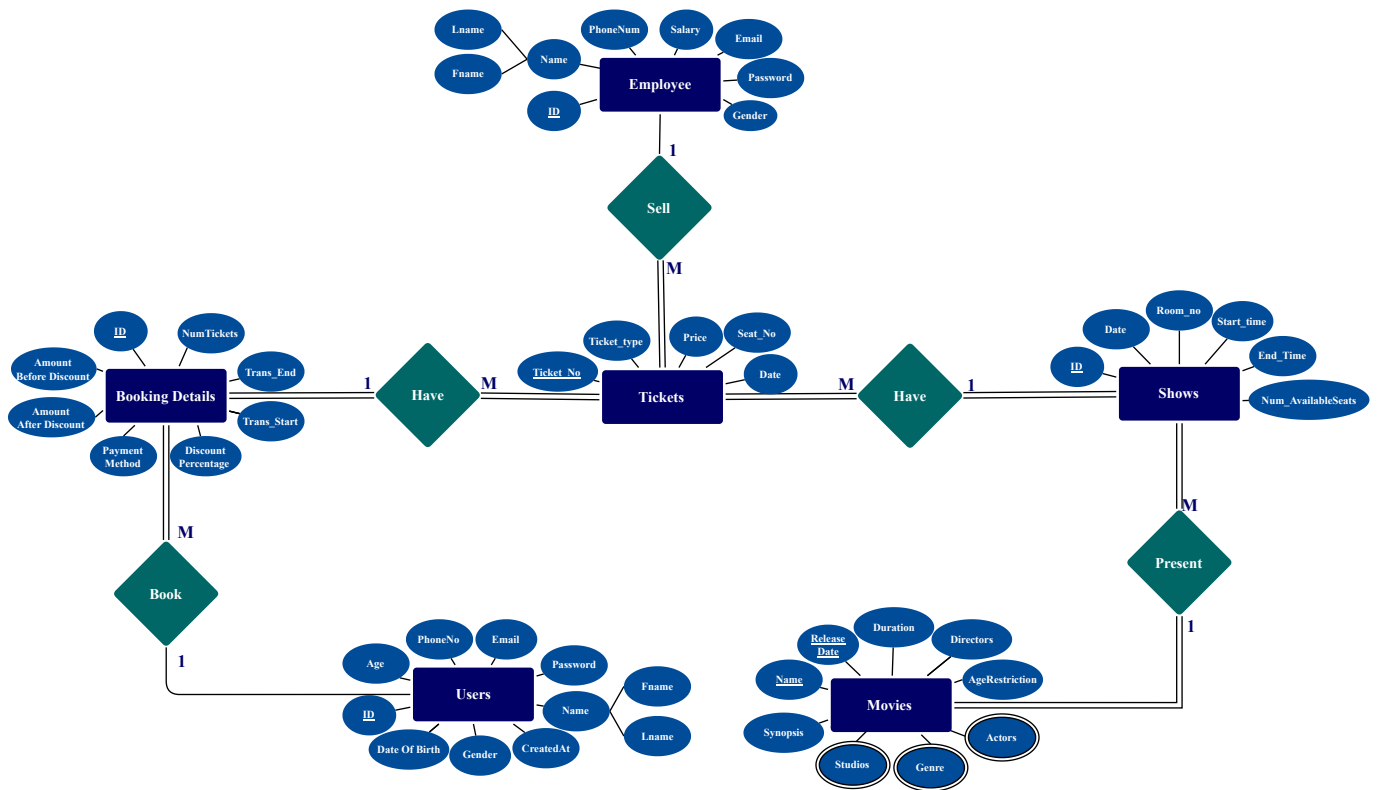 Lname
Fname
Name
ID
PhoneNum
Salary
Email
Password
Gender
Employee
1
Sell
M
ID
NumTickets
Amount
Before Discount
Trans_End
Booking Details
Amount
After Discount
Trans_Start
Payment
Method
Discount
Percentage
1
Have
M
Ticket_type
Price
Seat_No
Ticket_No
Date
Tickets
M
Have
1
Room_no
Date
Start_time
ID
End_Time
Shows
Num_AvailableSeats
M
Book
1
M
Present
1
PhoneNo
Email
Age
Password
Users
ID
Name
Fname
Lname
Date Of Birth
Gender
CreatedAt
Release
Date
Duration
Directors
Name
AgeRestriction
Movies
Synopsis
Studios
Genre
Actors